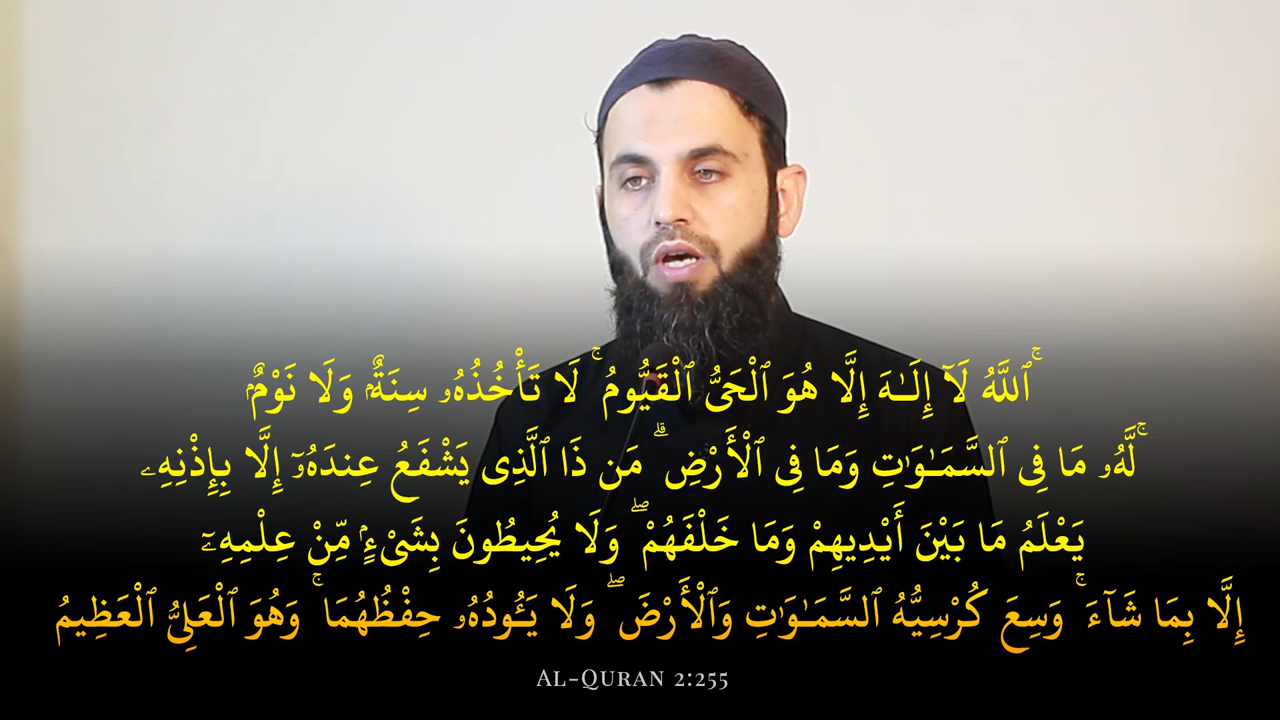 ٱللَّهُ لَآ إِلَـٰهَ إِلَّا هُوَ ٱلْحَىُّ ٱلْقَيُّومُ ۚ لَا تَأْخُذُهُۥ سِنَةٌۭ وَلَا نَوْمٌۭ ۚ
لَّهُۥ مَا فِى ٱلسَّمَـٰوَٰتِ وَمَا فِى ٱلْأَرْضِ ۗ مَن ذَا ٱلَّذِى يَشْفَعُ عِندَهُۥٓ إِلَّا بِإِذْنِهِۦ ۚ
يَعْلَمُ مَا بَيْنَ أَيْدِيهِمْ وَمَا خَلْفَهُمْ ۖ وَلَا يُحِيطُونَ بِشَىْءٍۢ مِّنْ عِلْمِهِۦٓ
إِلَّا بِمَا شَآءَ ۚ وَسِعَ كُرْسِيُّهُ ٱلسَّمَـٰوَٰتِ وَٱلْأَرْضَ ۖ وَلَا يَـُٔودُهُۥ حِفْظُهُمَا ۚ وَهُوَ ٱلْعَلِىُّ ٱلْعَظِيمُ
Al-Quran 2:255